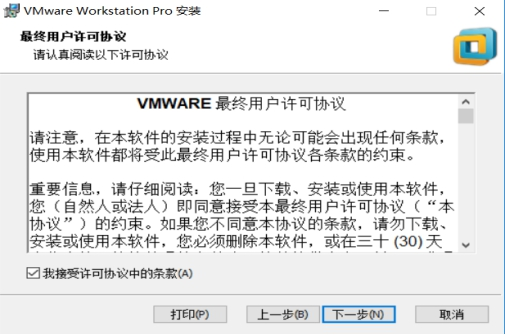 VMware Workstation Pro 安装
最终用户许可协议
请认真阅读以下许可协议
VMWARE 最终用户许可协议
请注意，在本软件的安装过程中无论可能会出现任何条款，
使用本软件都将受此最终用户许可协议各条款的约束。
重要信息，请仔细阅读：您一旦下载、安装或使用本软件，
您（自然人或法人）即同意接受本最终用户许可协议（“本
协议”）的约束。如果您不同意本协议的条款，请勿下载、
安装或使用本软件，您必须删除本软件，或在三十 (30) 天
我接受许可协议中的条款(A)
打印(P) 上一步(B) 下一步(N) 取消